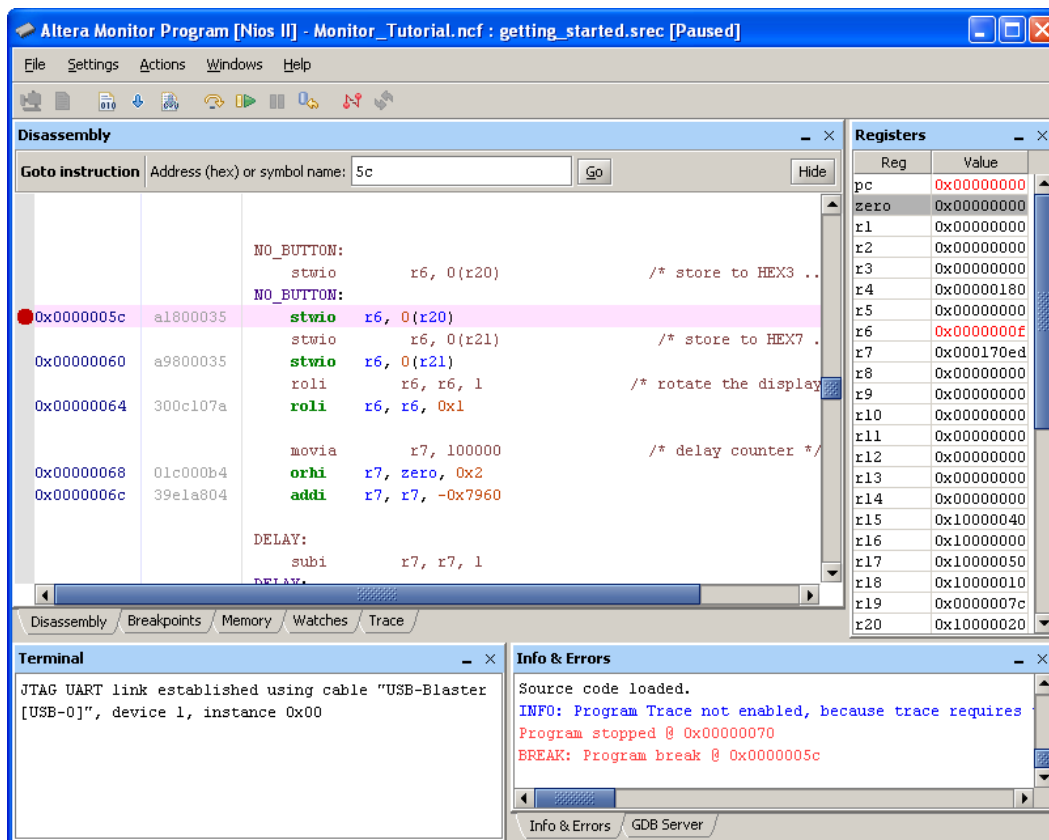 Altera Monitor Program [Nios II] - Monitor_Tutorial.ncf : getting_started.srec [Paused]
File Settings Actions Windows Help
Disassembly
Goto instruction Address (hex) or symbol name: 5c Go Hide
NO_BUTTON:
stwio r6, 0(r20) /* store to HEX3 ..
NO_BUTTON:
0x0000005c a1800035 stwio r6, 0(r20)
stwio r6, 0(r21) /* store to HEX7 .
0x00000060 a9800035 stwio r6, 0(r21)
roli r6, r6, 1 /* rotate the display
0x00000064 300c107a roli r6, r6, 0x1
movia r7, 100000 /* delay counter */
0x00000068 01c000b4 orhi r7, zero, 0x2
0x0000006c 39e1a804 addi r7, r7, -0x7960
DELAY:
subi r7, r7, 1
DELAY:
Disassembly Breakpoints Memory Watches Trace
Registers
Reg Value
pc 0x00000000
zero 0x00000000
r1 0x00000000
r2 0x00000000
r3 0x00000000
r4 0x00000180
r5 0x00000000
r6 0x0000000f
r7 0x000170ed
r8 0x00000000
r9 0x00000000
r10 0x00000000
r11 0x00000000
r12 0x00000000
r13 0x00000000
r14 0x00000000
r15 0x10000040
r16 0x10000000
r17 0x10000050
r18 0x10000010
r19 0x0000007c
r20 0x10000020
Terminal
JTAG UART link established using cable "USB-Blaster
[USB-0]", device 1, instance 0x00
Info & Errors
Source code loaded.
INFO: Program Trace not enabled, because trace requires
Program stopped @ 0x00000070
BREAK: Program break @ 0x0000005c
Info & Errors GDB Server